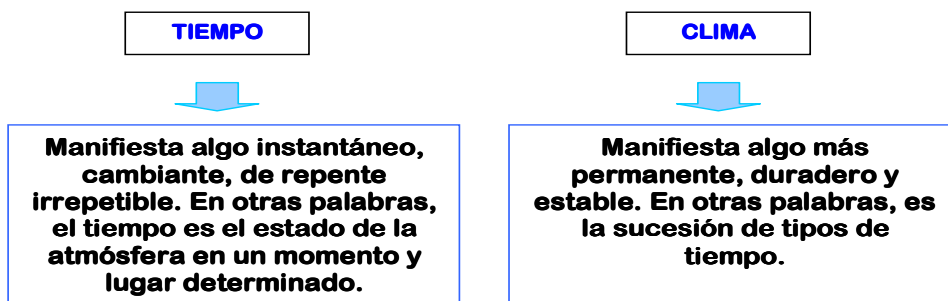 TIEMPO
Manifiesta algo instantáneo,
cambiante, de repente
irrepetible. En otras palabras,
el tiempo es el estado de la
atmósfera en un momento y
lugar determinado.
CLIMA
Manifiesta algo más
permanente, duradero y
estable. En otras palabras, es
la sucesión de tipos de
tiempo.